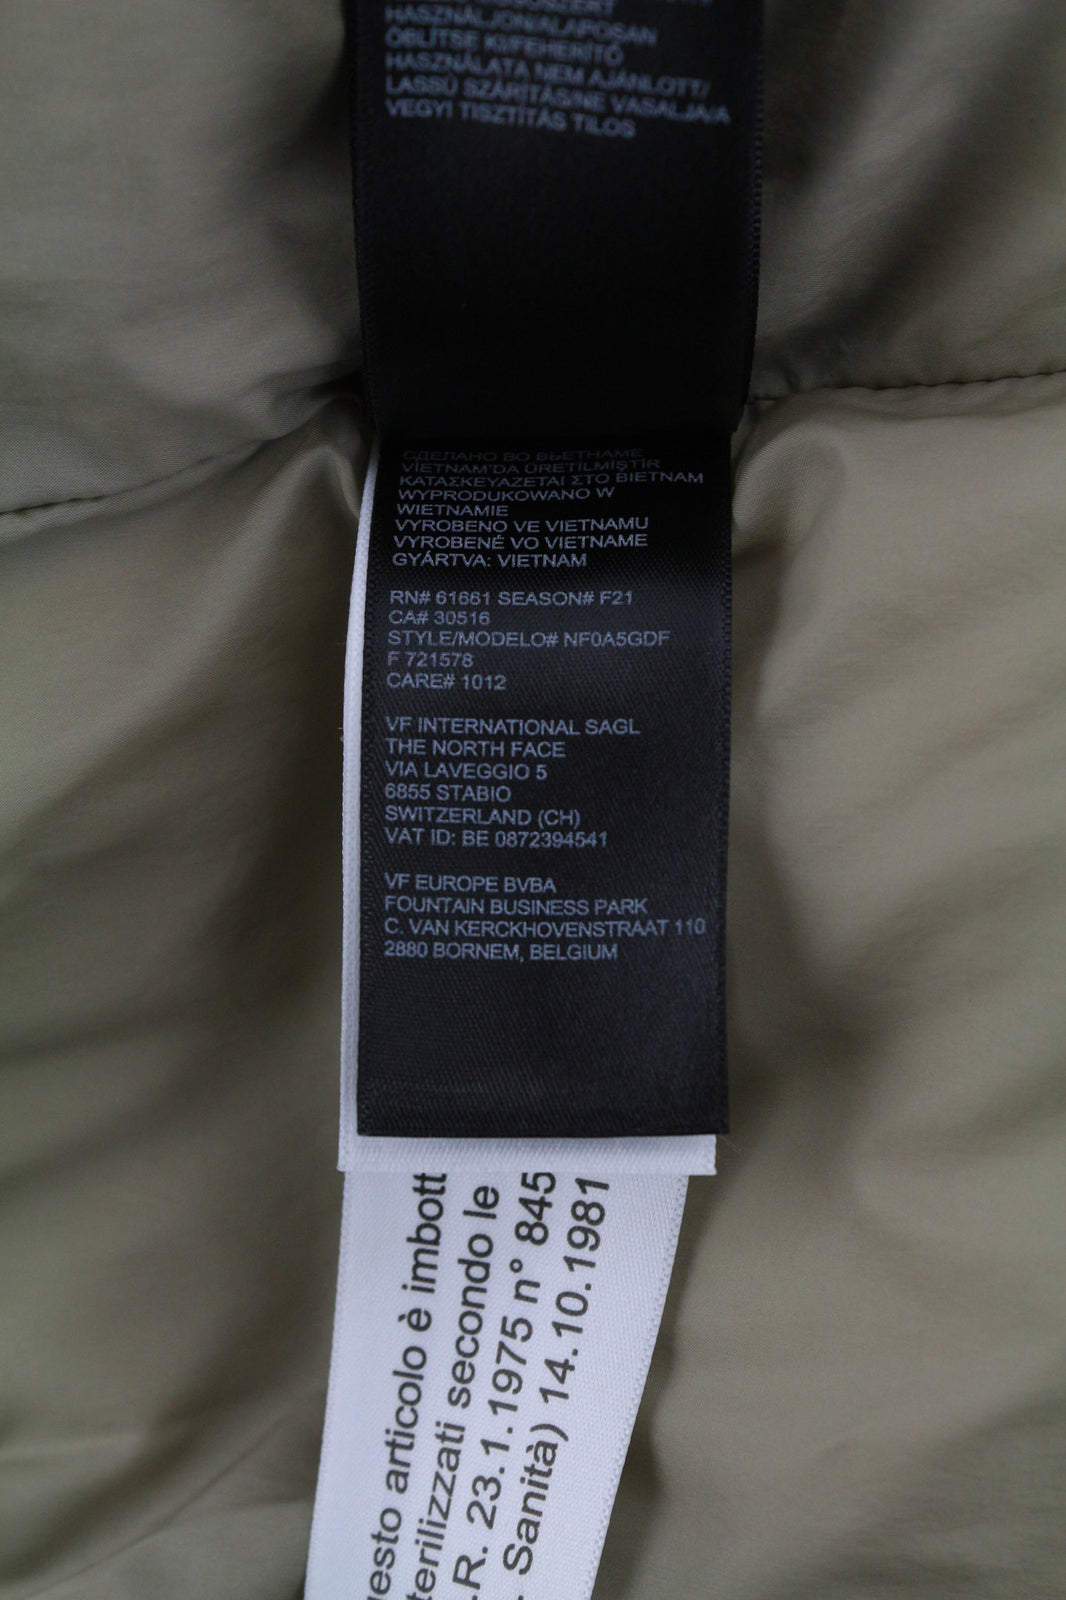 HASZNÁLJON/ALAPOSAN
ÖBLÍTSE KI/FEHÉRÍTŐ
HASZNÁLATA NEM AJÁNLOTT/
LASSÚ SZÁRÍTÁS/NE VASALJA/A
VEGYI TISZTÍTÁS TILOS
СДЕЛАНО ВО ВЬЕТНАМЕ
VİETNAM'DA ÜRETİLMİŞTİR
ΚΑΤΑΣΚΕΥΑΖΕΤΑΙ ΣΤΟ ΒΙΕΤΝΑΜ
WYPRODUKOWANO W
WIETNAMIE
VYROBENO VE VIETNAMU
VYROBENÉ VO VIETNAME
GYÁRTVA: VIETNAM
RN# 61661 SEASON# F21
CA# 30516
STYLE/MODELO# NF0A5GDF
F 721578
CARE# 1012
VF INTERNATIONAL SAGL
THE NORTH FACE
VIA LAVEGGIO 5
6855 STABIO
SWITZERLAND (CH)
VAT ID: BE 0872394541
VF EUROPE BVBA
FOUNTAIN BUSINESS PARK
C. VAN KERCKHOVENSTRAAT 110
2880 BORNEM, BELGIUM
esto articolo è imbott
terilizzati secondo le
.R. 23.1.1975 n° 845
. Sanità) 14.10.1981